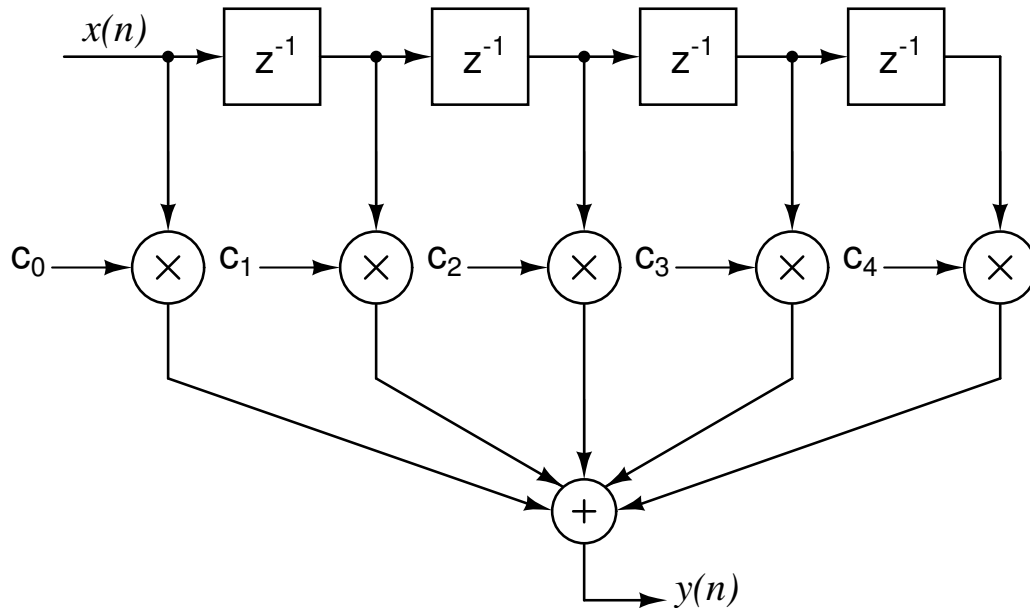 x(n)
z⁻¹ z⁻¹ z⁻¹ z⁻¹
c₀ × c₁ × c₂ × c₃ × c₄ ×
+
y(n)